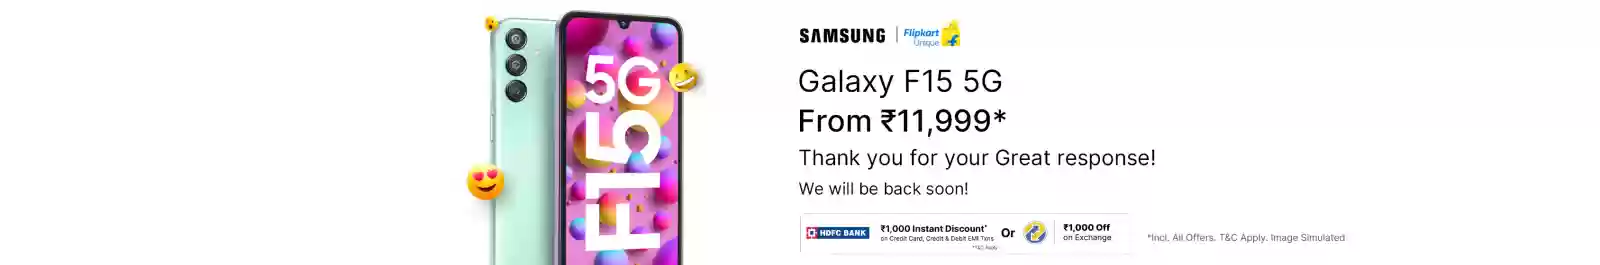 5G
F15
SAMSUNG
Flipkart
Unique
Galaxy F15 5G
From ₹11,999*
Thank you for your Great response!
We will be back soon!
HDFC BANK
₹1,000 Instant Discount*
on Credit Card, Credit & Debit EMI Txns
*T&C Apply
Or
₹1,000 Off
on Exchange
*Incl. All Offers. T&C Apply. Image Simulated